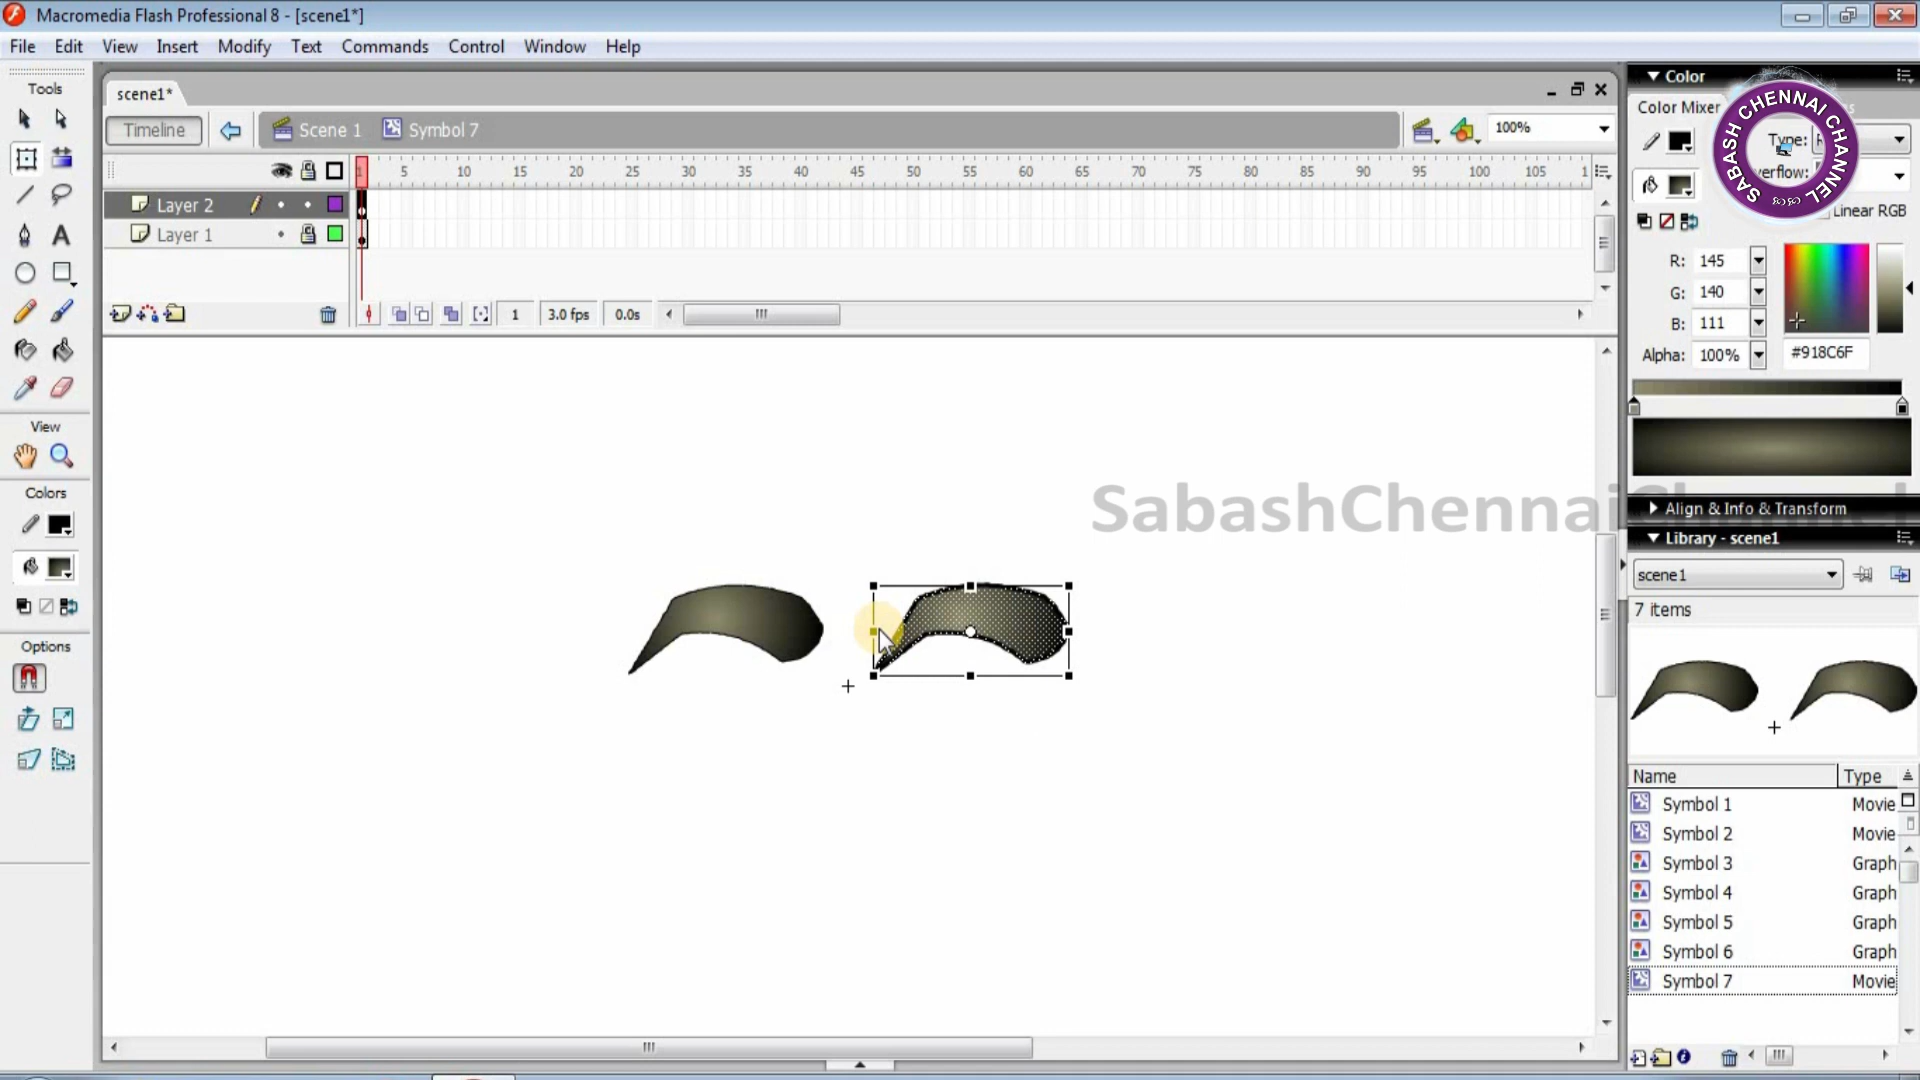 Macromedia Flash Professional 8 - [scene1*]
File Edit View Insert Modify Text Commands Control Window Help
Tools
View
Colors
Options
scene1*
Timeline Scene 1 Symbol 7 100%
1 5 10 15 20 25 30 35 40 45 50 55 60 65 70 75 80 85 90 95 100 105 1
Layer 2
Layer 1
1 3.0 fps 0.0s
SabashChennai
Color
Color Mixer
SABASH CHENNAI CHANNEL
Type:
verflow:
Linear RGB
R: 145
G: 140
B: 111
Alpha: 100% #918C6F
Align & Info & Transform
Library - scene1
scene1
7 items
Name Type
Symbol 1 Movie
Symbol 2 Movie
Symbol 3 Graph
Symbol 4 Graph
Symbol 5 Graph
Symbol 6 Graph
Symbol 7 Movie